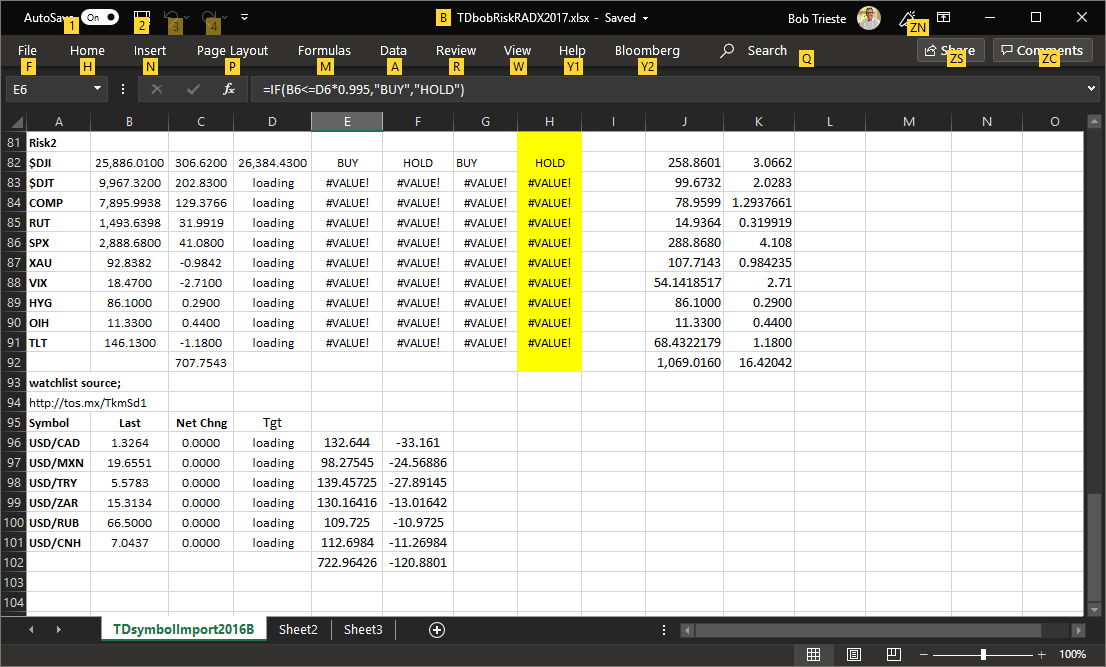 AutoSave On TDbobRiskRADX2017.xlsx - Saved Bob Trieste
1 2 3 4 B ZN
File Home Insert Page Layout Formulas Data Review View Help Bloomberg Search Share Comments
F H N P M A R W Y1 Y2 Q ZS ZC
E6 fx =IF(B6<=D6*0.995,"BUY","HOLD")
A B C D E F G H I J K L M N O
81 Risk2
82 $DJI 25,886.0100 306.6200 26,384.4300 BUY HOLD BUY HOLD 258.8601 3.0662
83 $DJT 9,967.3200 202.8300 loading #VALUE! #VALUE! #VALUE! #VALUE! 99.6732 2.0283
84 COMP 7,895.9938 129.3766 loading #VALUE! #VALUE! #VALUE! #VALUE! 78.9599 1.2937661
85 RUT 1,493.6398 31.9919 loading #VALUE! #VALUE! #VALUE! #VALUE! 14.9364 0.319919
86 SPX 2,888.6800 41.0800 loading #VALUE! #VALUE! #VALUE! #VALUE! 288.8680 4.108
87 XAU 92.8382 -0.9842 loading #VALUE! #VALUE! #VALUE! #VALUE! 107.7143 0.984235
88 VIX 18.4700 -2.7100 loading #VALUE! #VALUE! #VALUE! #VALUE! 54.1418517 2.71
89 HYG 86.1000 0.2900 loading #VALUE! #VALUE! #VALUE! #VALUE! 86.1000 0.2900
90 OIH 11.3300 0.4400 loading #VALUE! #VALUE! #VALUE! #VALUE! 11.3300 0.4400
91 TLT 146.1300 -1.1800 loading #VALUE! #VALUE! #VALUE! #VALUE! 68.4322179 1.1800
92 707.7543 1,069.0160 16.42042
93 watchlist source;
94 http://tos.mx/TkmSd1
95 Symbol Last Net Chng Tgt
96 USD/CAD 1.3264 0.0000 loading 132.644 -33.161
97 USD/MXN 19.6551 0.0000 loading 98.27545 -24.56886
98 USD/TRY 5.5783 0.0000 loading 139.45725 -27.89145
99 USD/ZAR 15.3134 0.0000 loading 130.16416 -13.01642
100 USD/RUB 66.5000 0.0000 loading 109.725 -10.9725
101 USD/CNH 7.0437 0.0000 loading 112.6984 -11.26984
102 722.96426 -120.8801
103
104
TDsymbolImport2016B Sheet2 Sheet3
100%